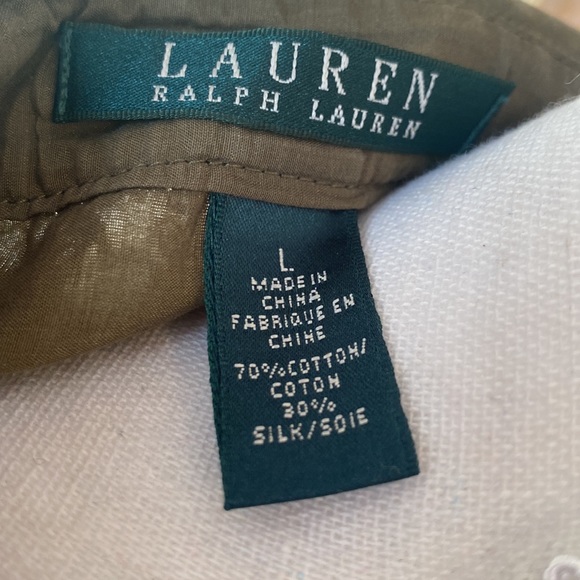 LAUREN
RALPH LAUREN
L
MADE IN
CHINA
FABRIQUE EN
CHINE
70%COTTON/
COTON
30%
SILK/SOIE